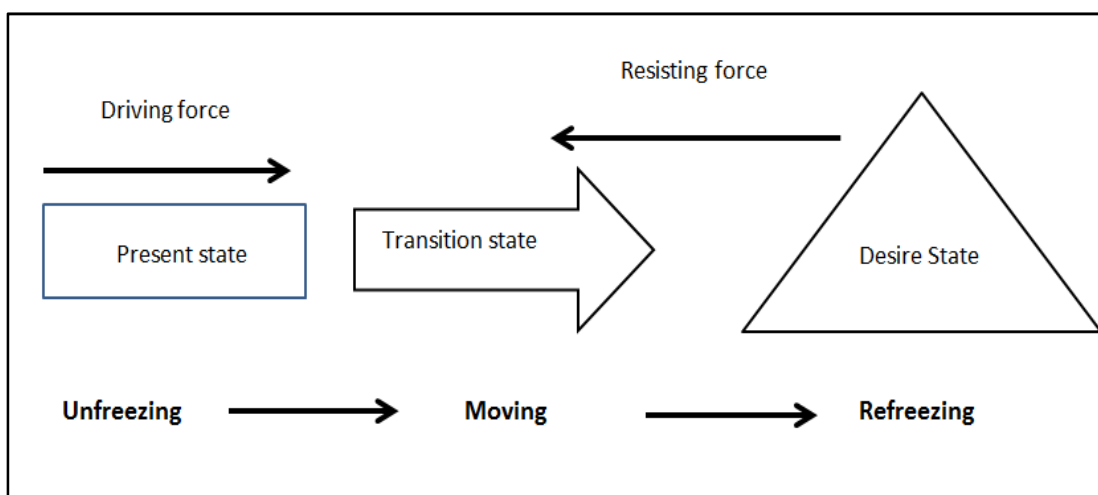 Resisting force
Driving force
Present state
Transition state
Desire State
Unfreezing
Moving
Refreezing